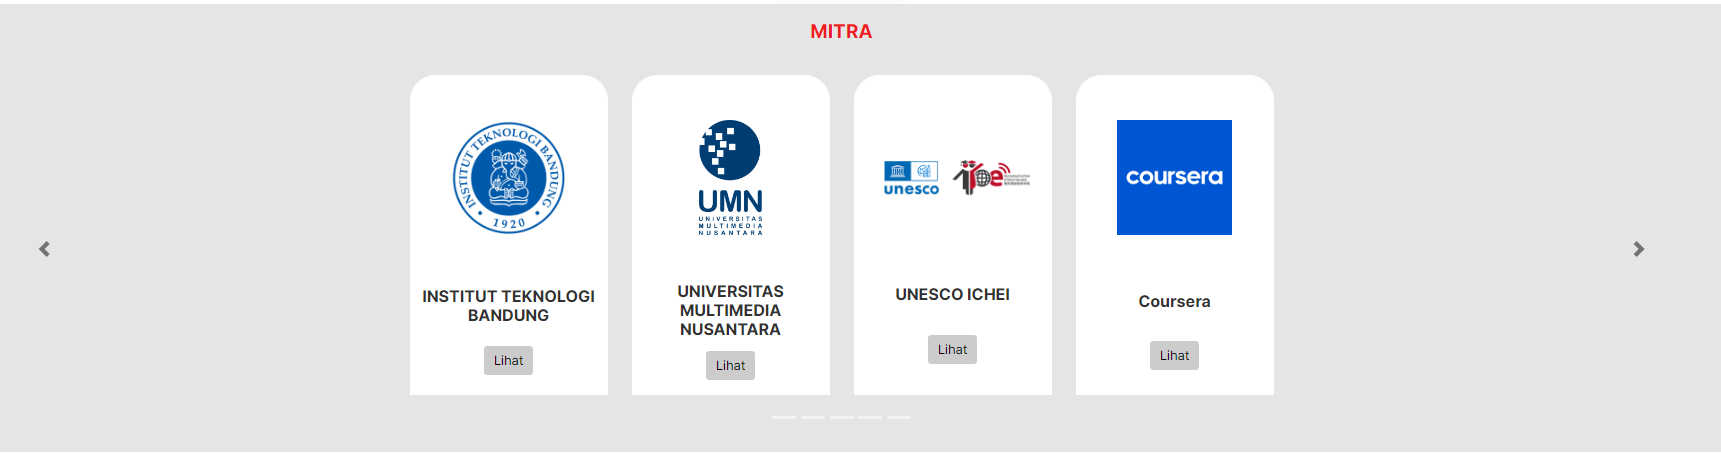 MITRA
INSTITUT TEKNOLOGI BANDUNG
1920
UMN
UNIVERSITAS
MULTIMEDIA
NUSANTARA
unesco
coursera
INSTITUT TEKNOLOGI
BANDUNG
Lihat
UNIVERSITAS
MULTIMEDIA
NUSANTARA
Lihat
UNESCO ICHEI
Lihat
Coursera
Lihat